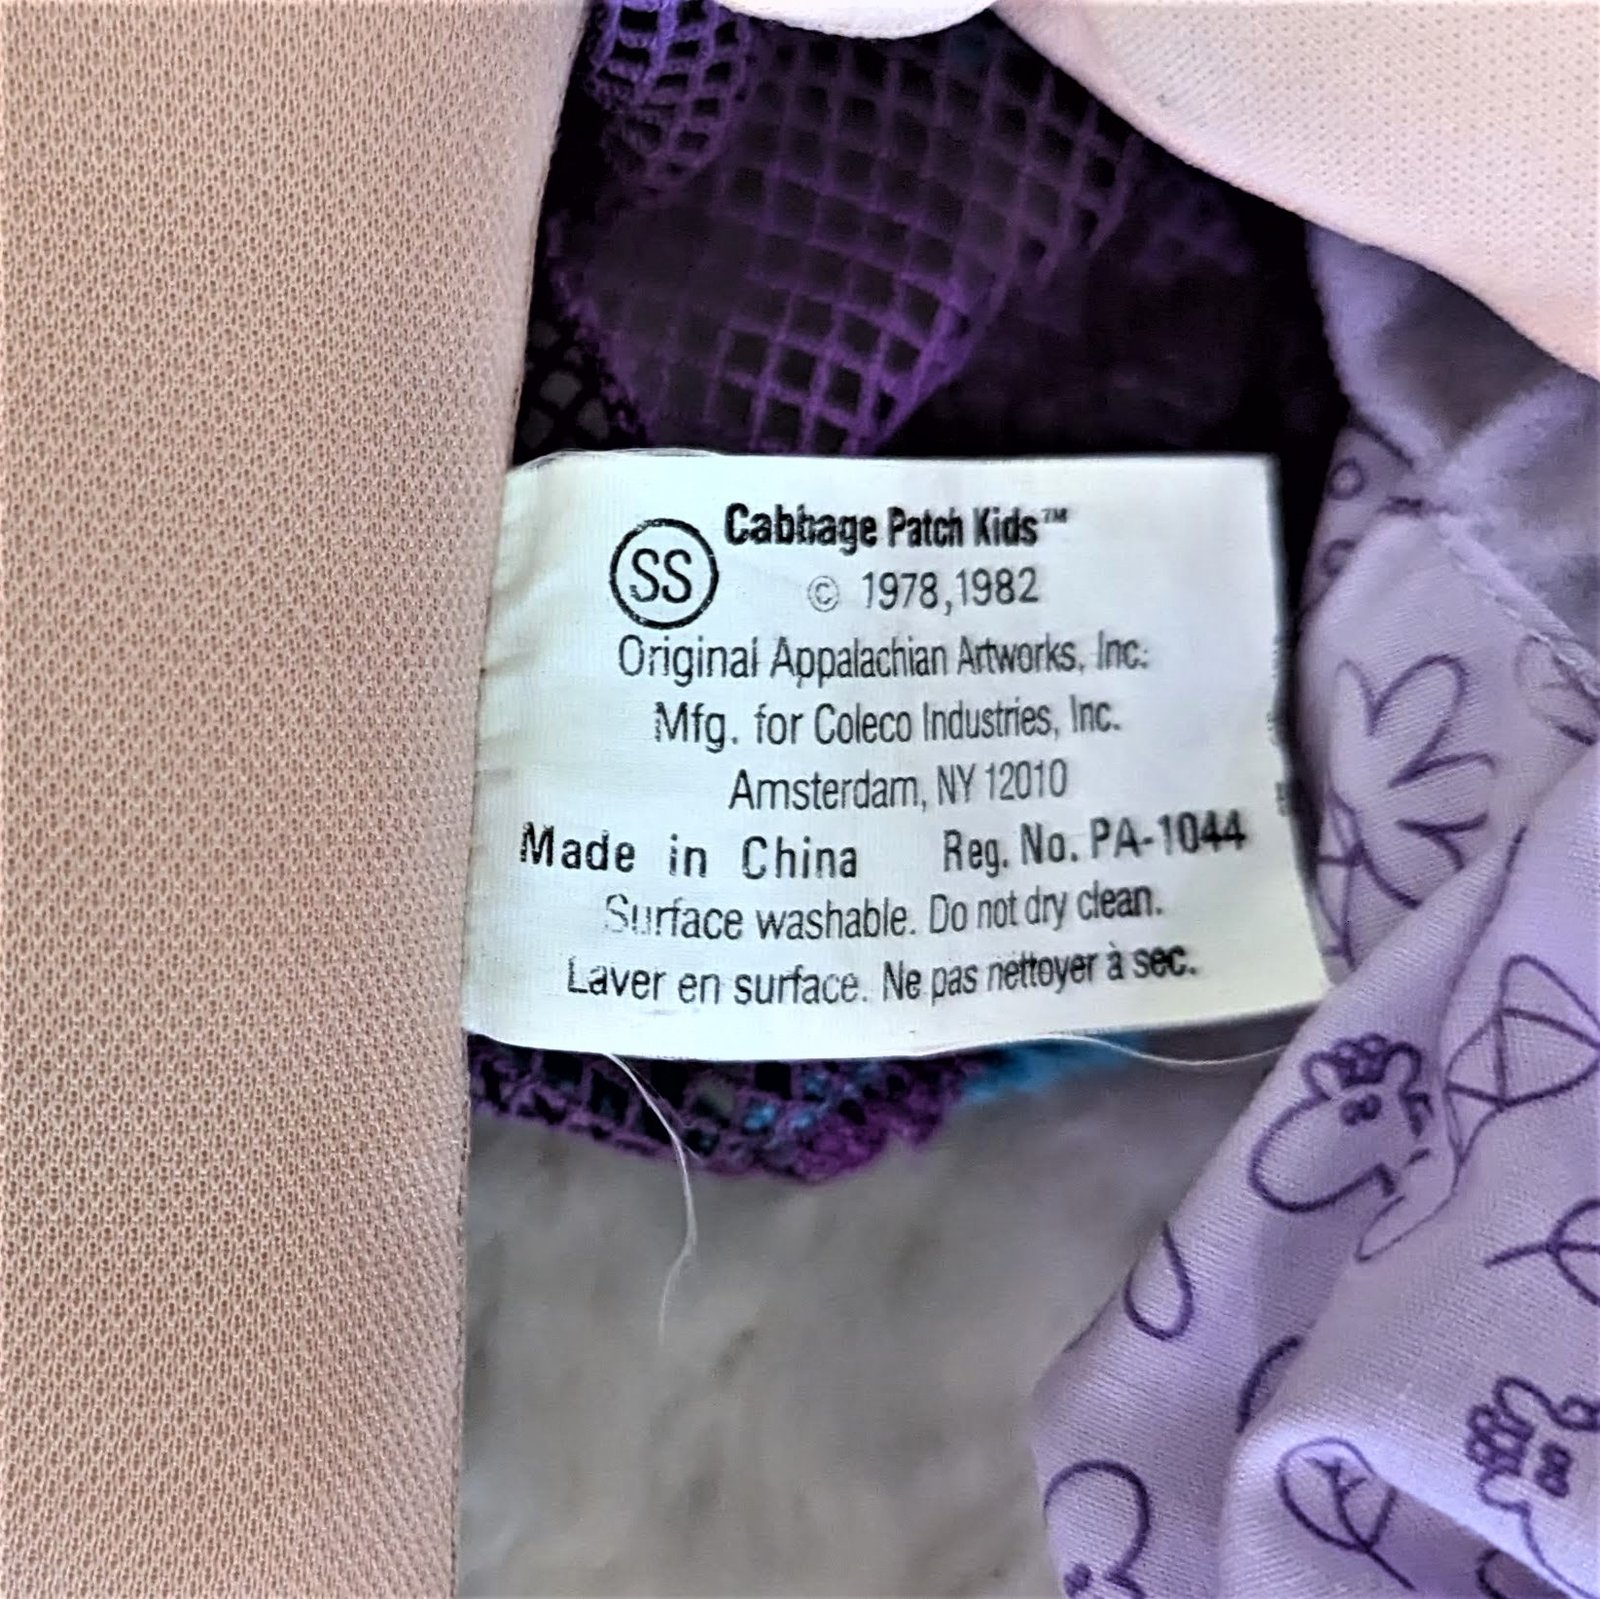 SS
Cabbage Patch Kids™
© 1978,1982
Original Appalachian Artworks, Inc.
Mfg. for Coleco Industries, Inc.
Amsterdam, NY 12010
Made in China Reg. No. PA-1044
Surface washable. Do not dry clean.
Laver en surface. Ne pas nettoyer à sec.